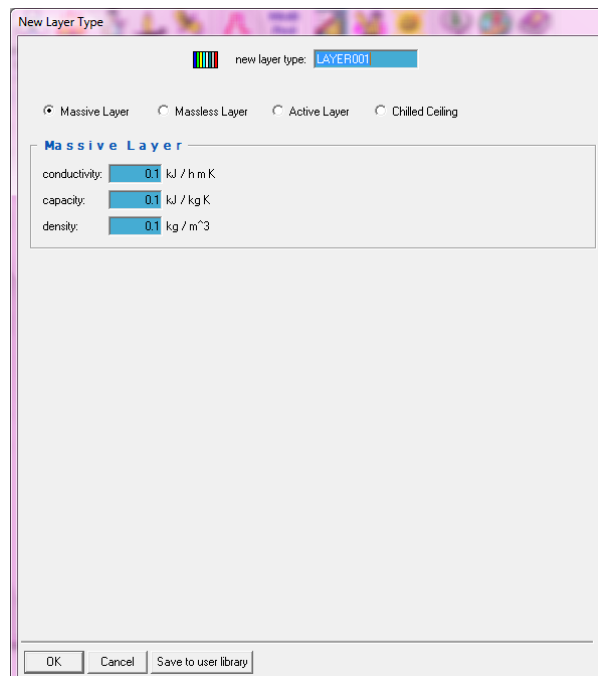 New Layer Type
new layer type: LAYER001
Massive Layer Massless Layer Active Layer Chilled Ceiling
Massive Layer
conductivity: 0.1 kJ / h m K
capacity: 0.1 kJ / kg K
density: 0.1 kg / m^3
OK Cancel Save to user library